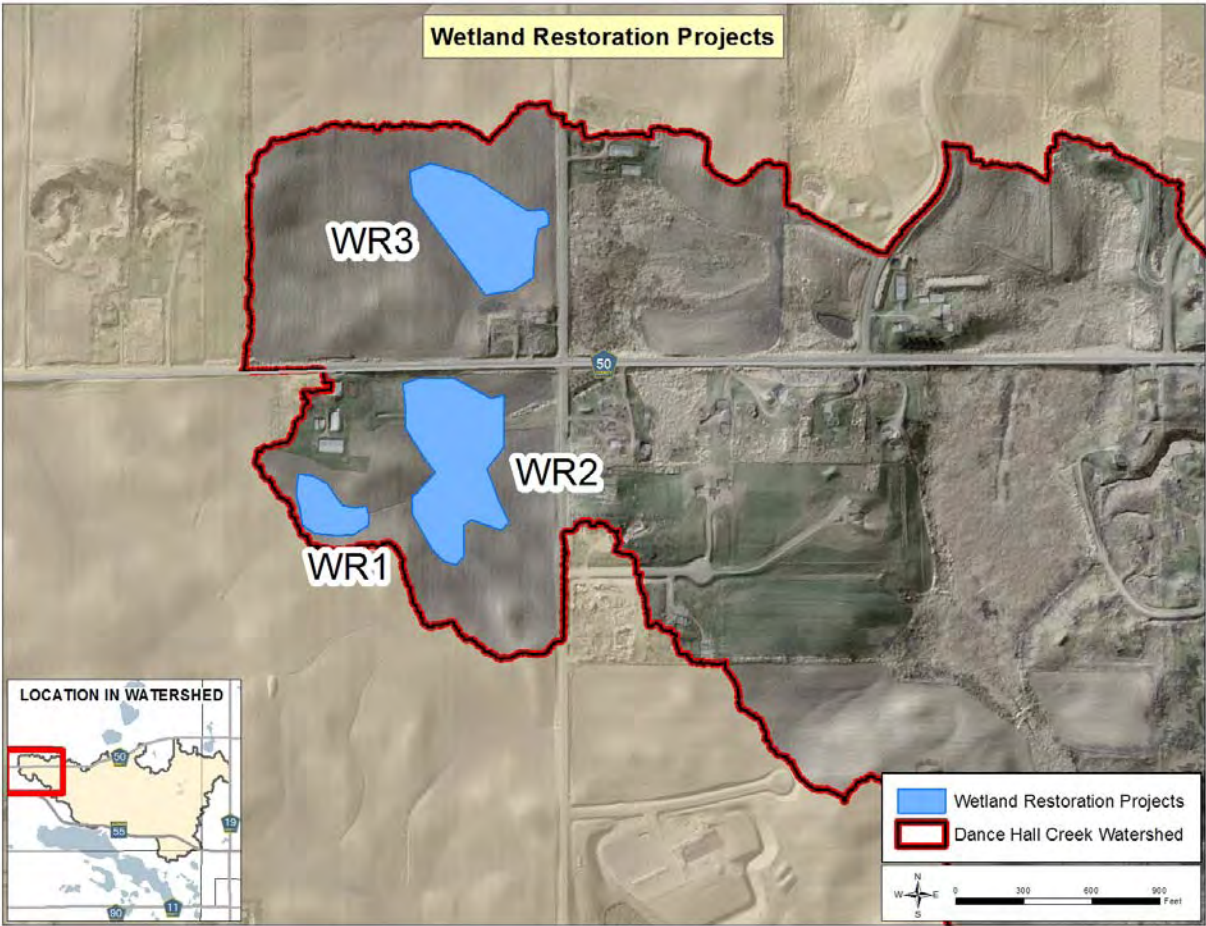 Wetland Restoration Projects
WR3
50
WR2
WR1
LOCATION IN WATERSHED
50
55
19
90
11
Wetland Restoration Projects
Dance Hall Creek Watershed
N
W E
S
0 300 600 900
Feet